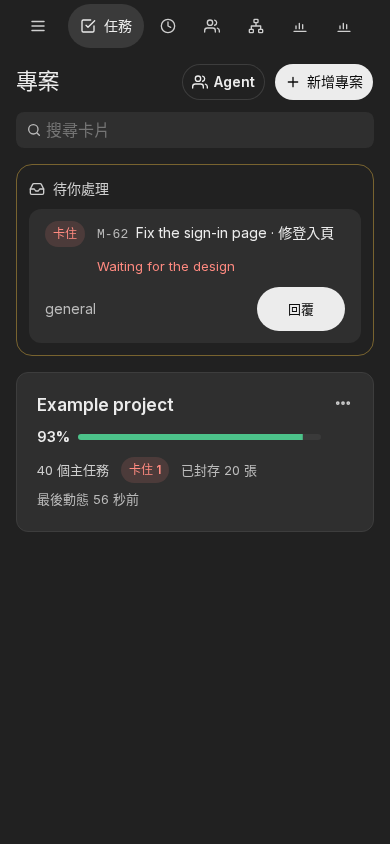 任務
專案
Agent
新增專案
搜尋卡片
待你處理
卡住 M-62 Fix the sign-in page · 修登入頁
Waiting for the design
general
回覆
Example project
93%
40 個主任務 卡住 1 已封存 20 張
最後動態 56 秒前